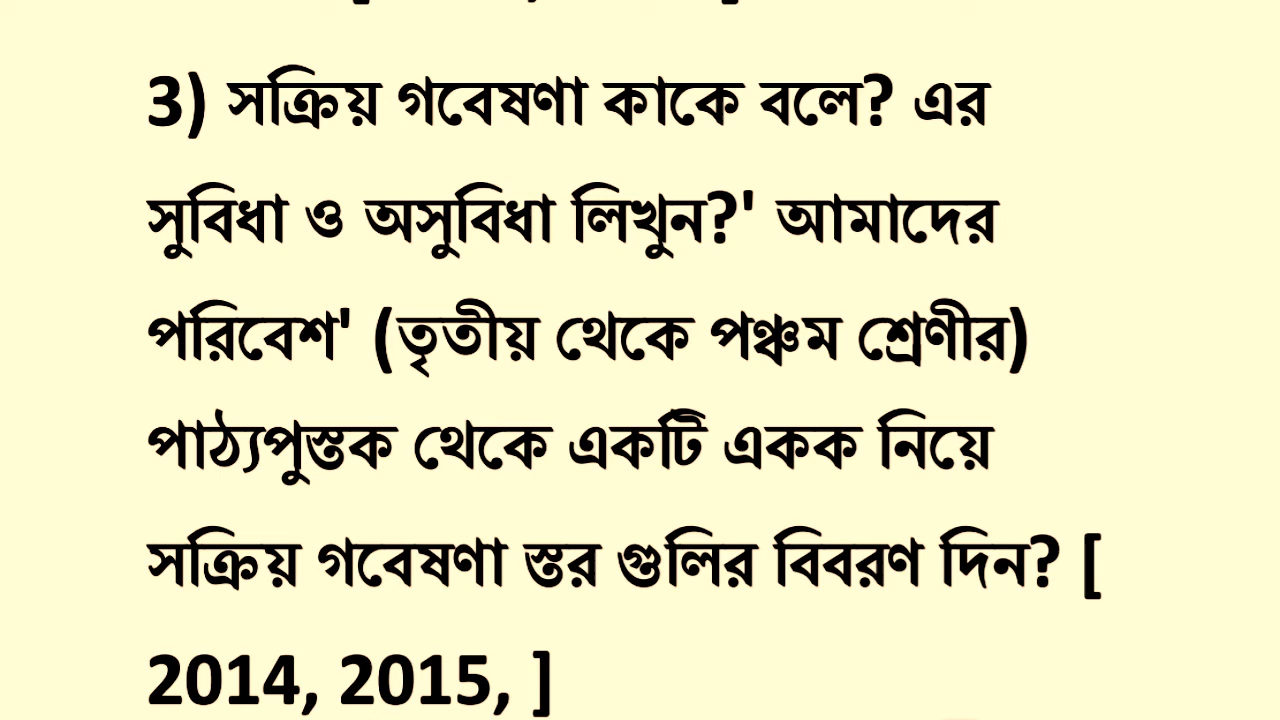 3) সক্রিয় গবেষণা কাকে বলে? এর
সুবিধা ও অসুবিধা লিখুন?' আমাদের
পরিবেশ' (তৃতীয় থেকে পঞ্চম শ্রেণীর)
পাঠ্যপুস্তক থেকে একটি একক নিয়ে
সক্রিয় গবেষণা স্তর গুলির বিবরণ দিন? [
2014, 2015, ]